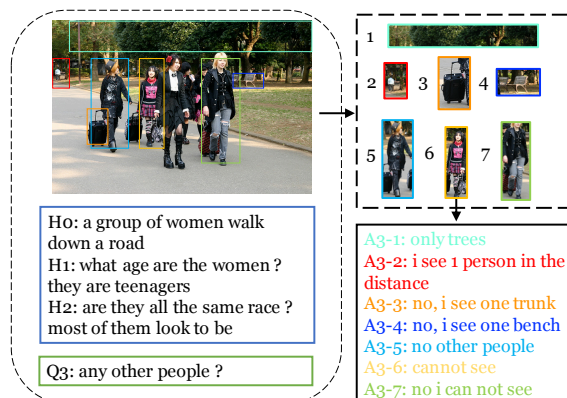 1
2
3
4
5
6
7
H0: a group of women walk
down a road
H1: what age are the women ?
they are teenagers
H2: are they all the same race ?
most of them look to be
Q3: any other people ?
A3-1: only trees
A3-2: i see 1 person in the
distance
A3-3: no, i see one trunk
A3-4: no, i see one bench
A3-5: no other people
A3-6: cannot see
A3-7: no i can not see